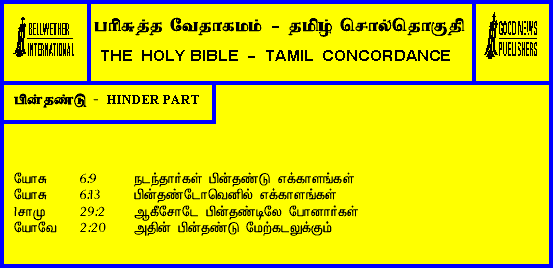 BELLWETHER
INTERNATIONAL
பரிசுத்த வேதாகமம் - தமிழ் சொல்தொகுதி
THE HOLY BIBLE - TAMIL CONCORDANCE
GOOD NEWS
PUBLISHERS
பின்தண்டு - HINDER PART
யோசு 6:9 நடந்தார்கள் பின்தண்டு எக்காளங்கள்
யோசு 6:13 பின்தண்டோவெனில் எக்காளங்கள்
1சாமு 29:2 ஆகீசோடே பின்தண்டிலே போனார்கள்
யோவே 2:20 அதின் பின்தண்டு மேற்கடலுக்கும்